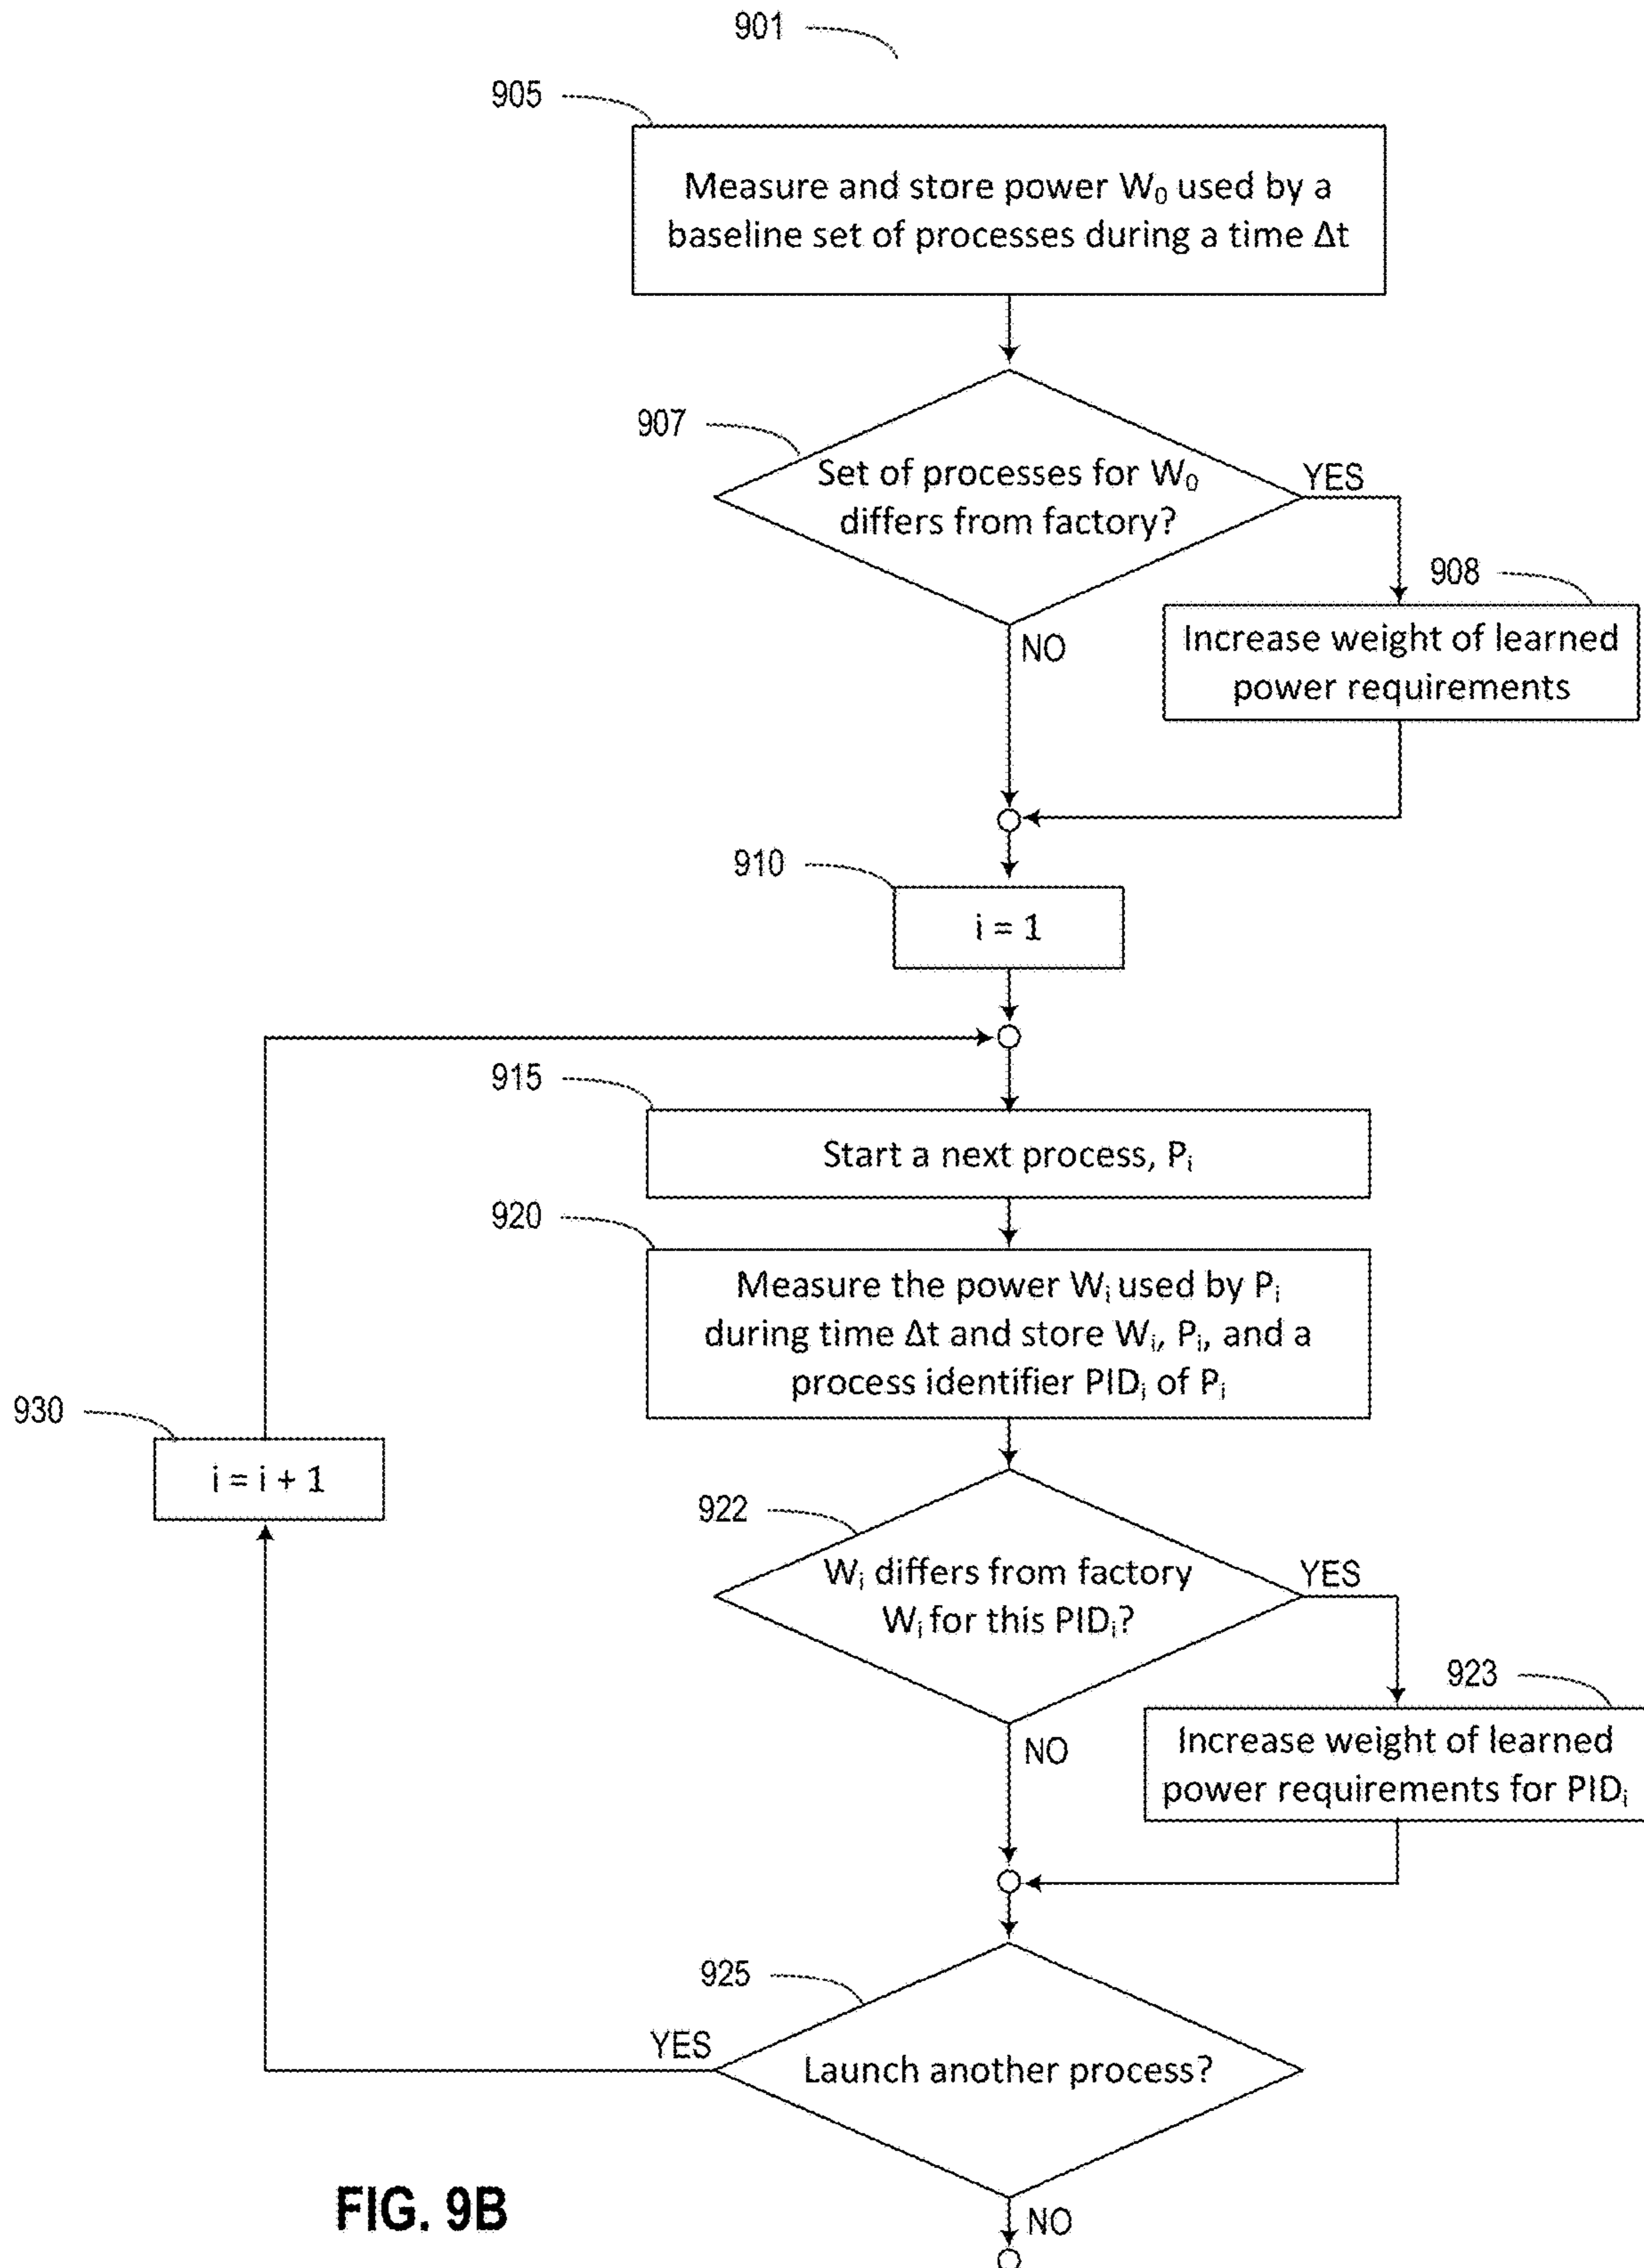 901
905
Measure and store power W₀ used by a
baseline set of processes during a time Δt
907
Set of processes for W₀
differs from factory?
YES
908
Increase weight of learned
power requirements
NO
910
i = 1
915
Start a next process, Pᵢ
920
Measure the power Wᵢ used by Pᵢ
during time Δt and store Wᵢ, Pᵢ, and a
process identifier PIDᵢ of Pᵢ
930
i = i + 1
922
Wᵢ differs from factory
Wᵢ for this PIDᵢ?
YES
923
Increase weight of learned
power requirements for PIDᵢ
NO
925
YES
Launch another process?
FIG. 9B
NO